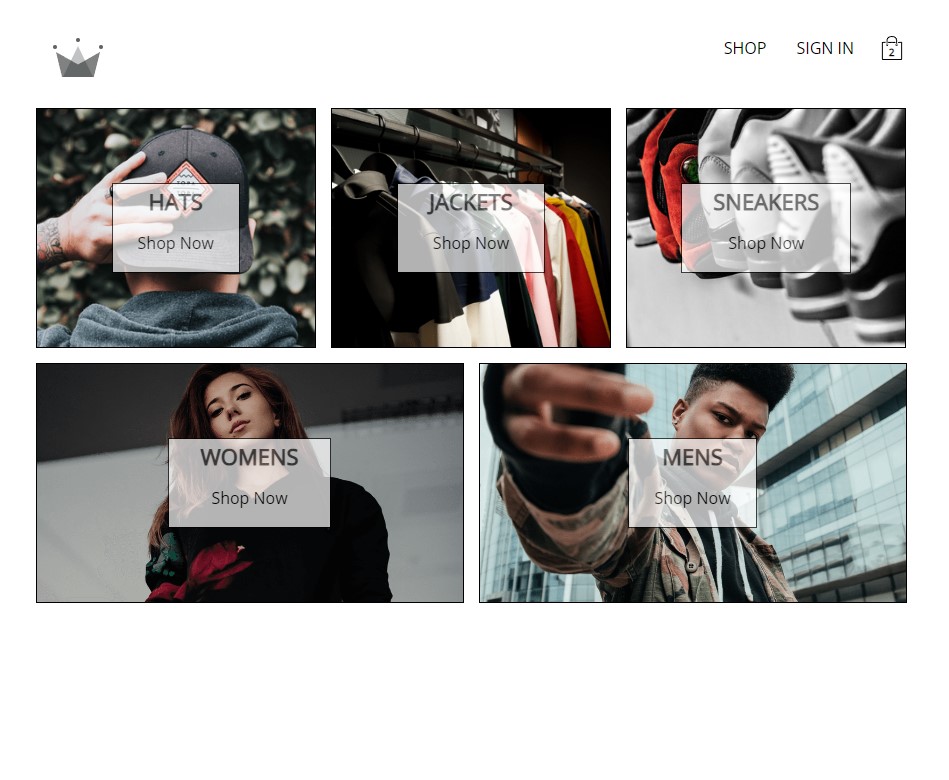 SHOP
SIGN IN
2
HATS
Shop Now
JACKETS
Shop Now
SNEAKERS
Shop Now
WOMENS
Shop Now
MENS
Shop Now